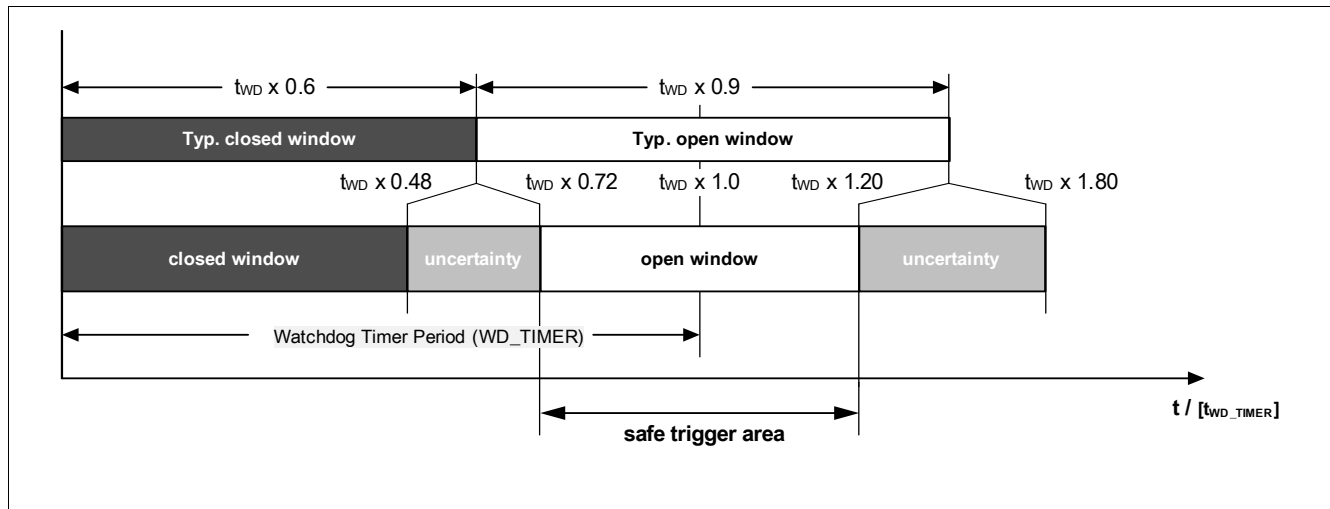 tWD x 0.6
tWD x 0.9
Typ. closed window
Typ. open window
tWD x 0.48
tWD x 0.72
tWD x 1.0
tWD x 1.20
tWD x 1.80
closed window
uncertainty
open window
uncertainty
Watchdog Timer Period (WD_TIMER)
t / [tWD_TIMER]
safe trigger area